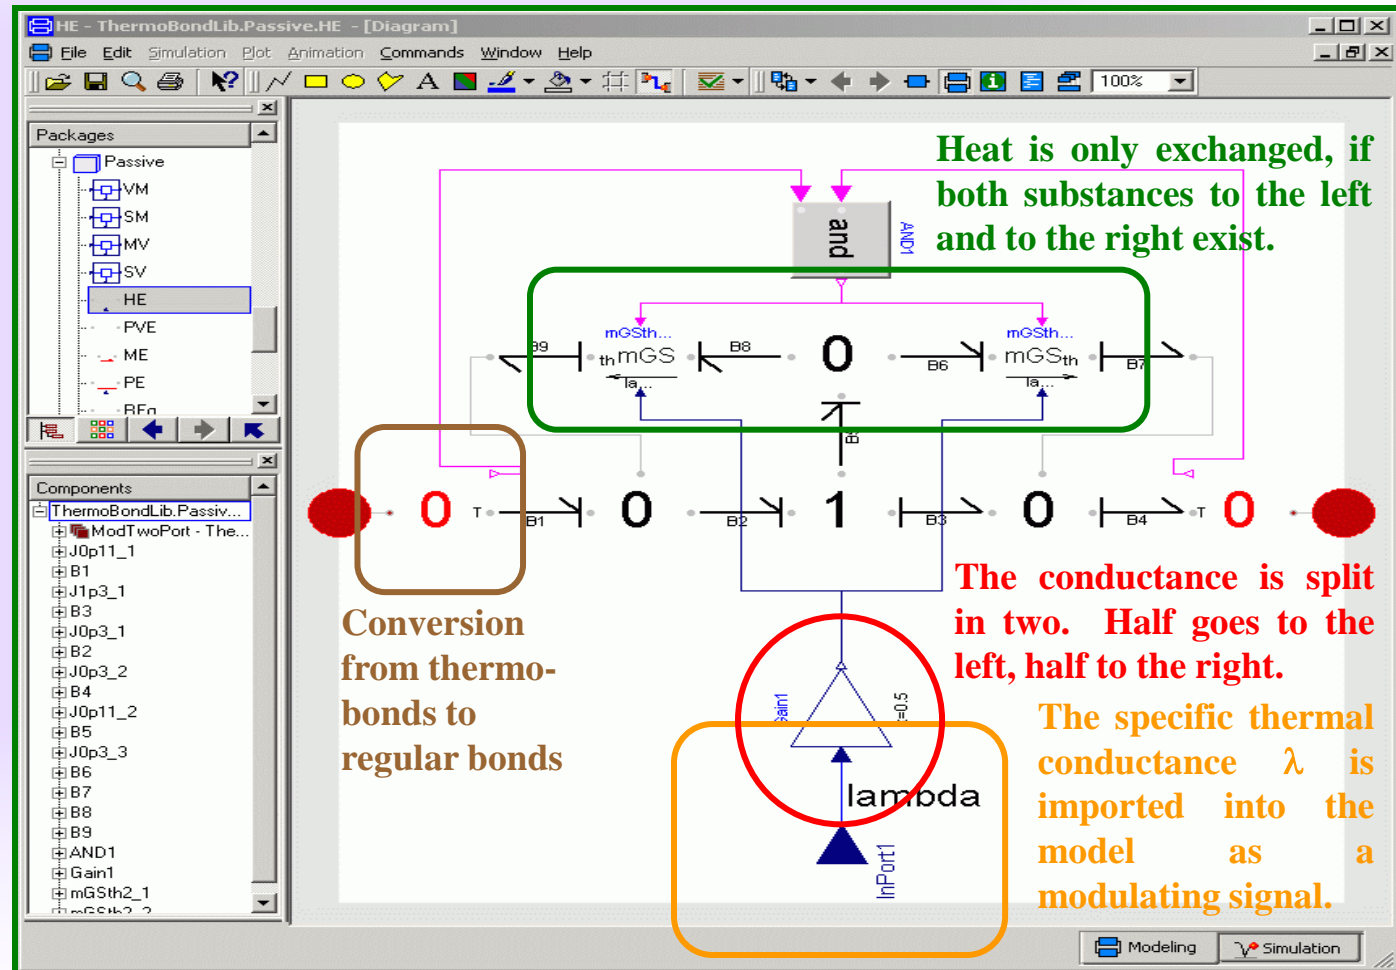 HE - ThermoBondLib.Passive.HE - [Diagram]
File Edit Simulation Plot Animation Commands Window Help
A
100%
Packages
Passive
VM
SM
MV
SV
HE
PVE
ME
PE
Components
ThermoBondLib.Passiv...
ModTwoPort - The...
J0p11_1
B1
J1p3_1
B3
J0p3_1
B2
J0p3_2
B4
J0p11_2
B5
J0p3_3
B6
B7
B8
B9
AND1
Gain1
mGSth2_1
mGSth2_2
Heat is only exchanged, if
both substances to the left
and to the right exist.
and
AND1
mGSth...
mGSth...
B9
thmGS
B8
0
B6
mGSth
B7
la...
la...
0
T
B1
0
B2
1
B3
0
B4
T
0
Conversion
from thermo-
bonds to
regular bonds
The conductance is split
in two. Half goes to the
left, half to the right.
Gain1
=0.5
lambda
InPort1
The specific thermal
conductance λ is
imported into the
model as a
modulating signal.
Modeling
Simulation